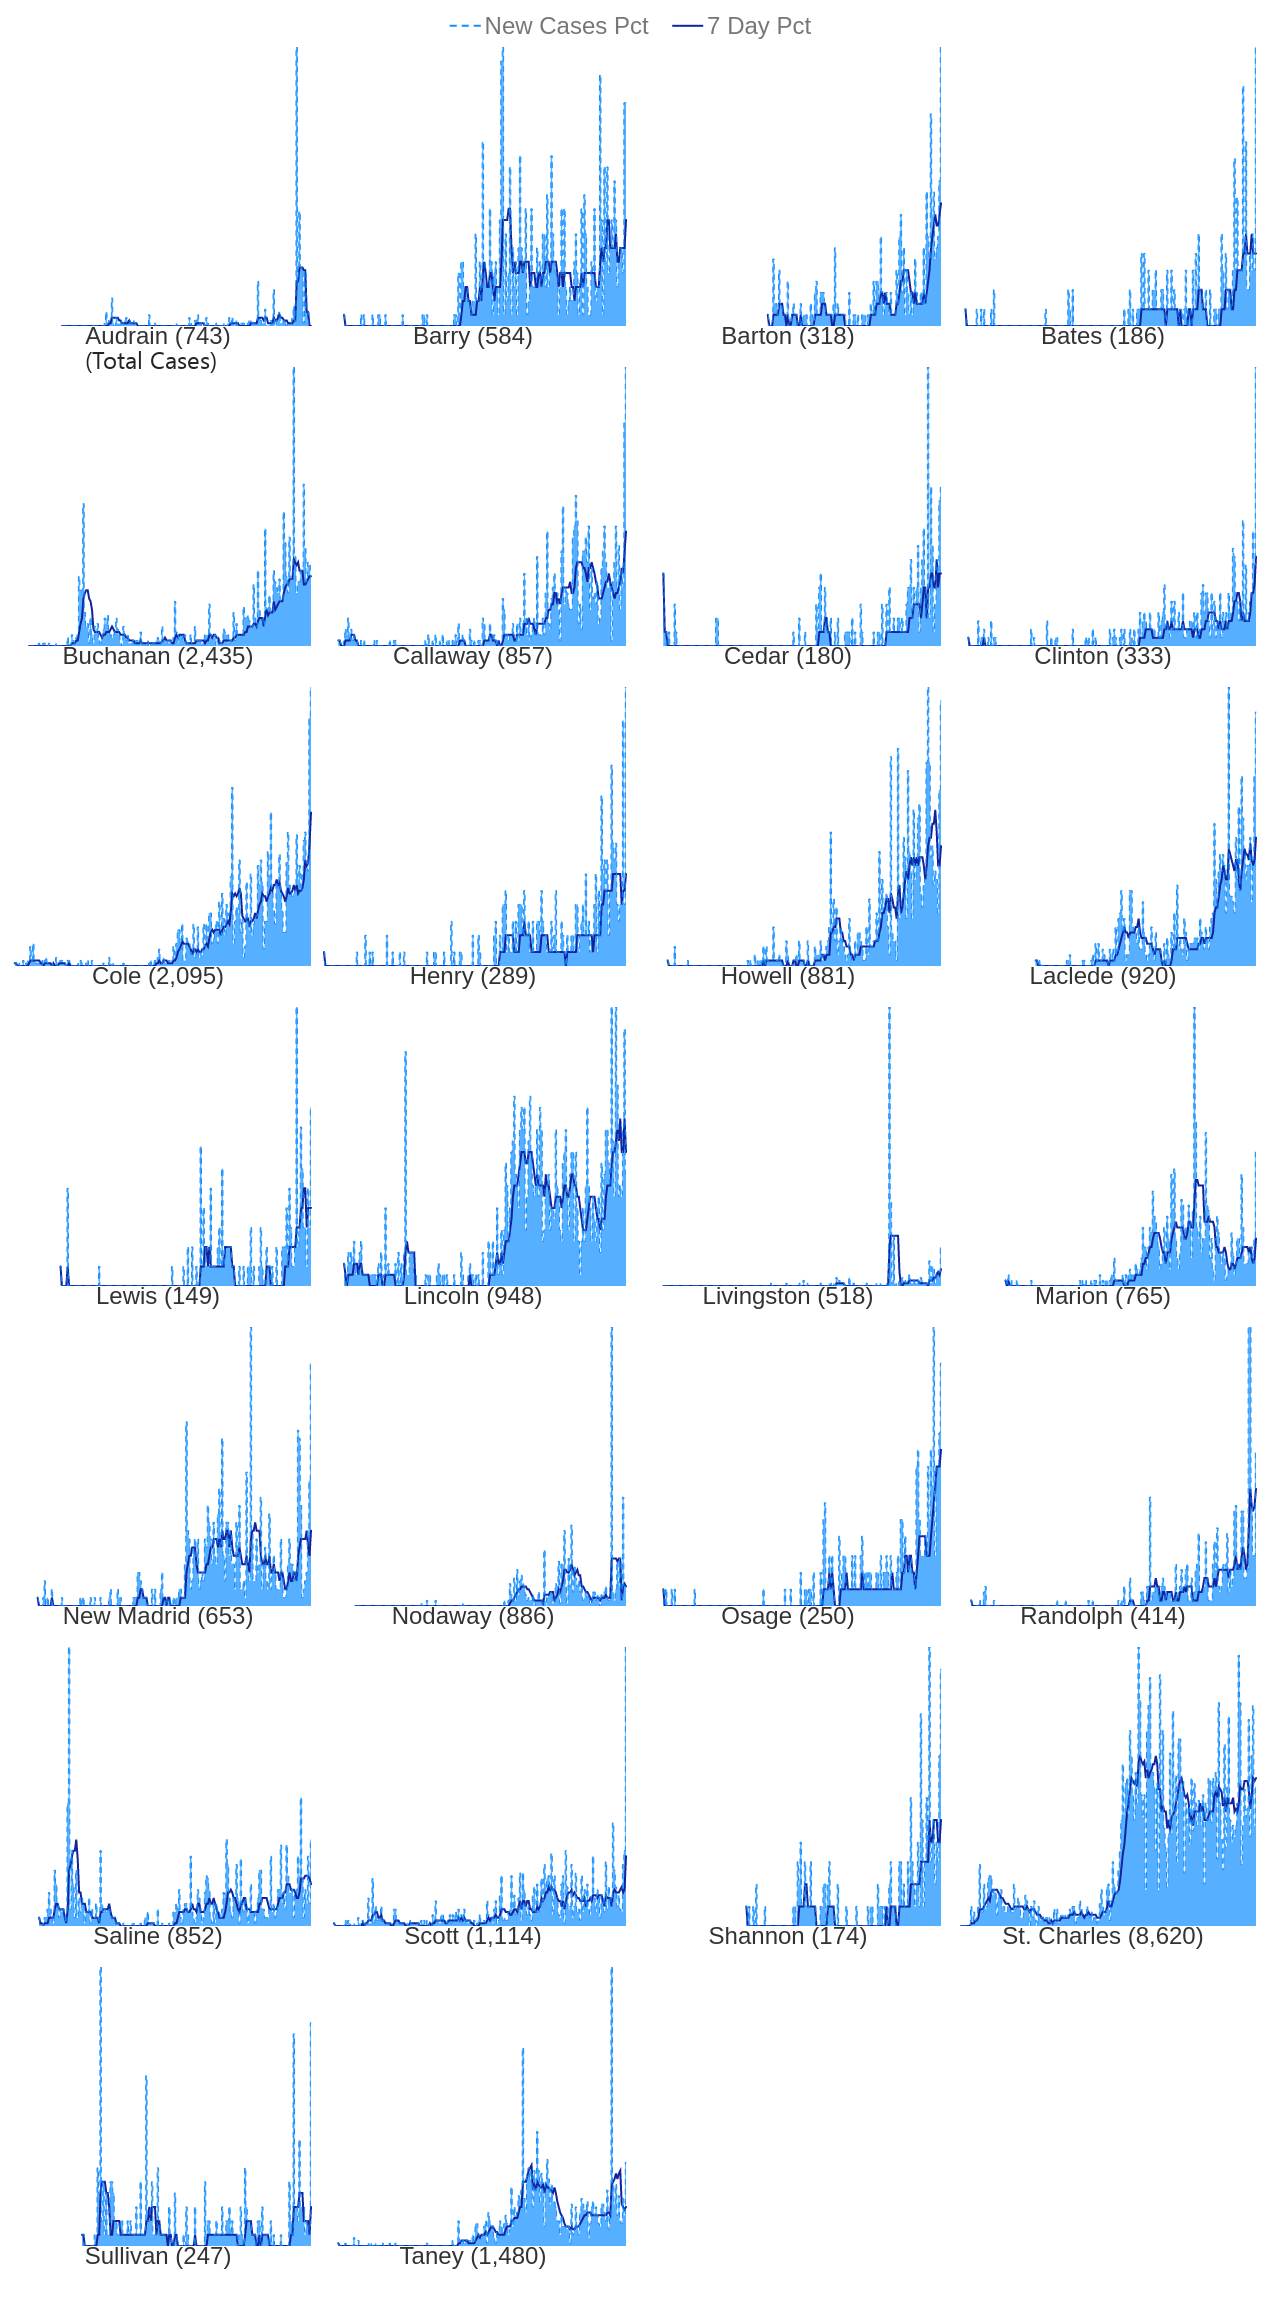 New Cases Pct 7 Day Pct
Audrain (743) Barry (584) Barton (318) Bates (186)
(Total Cases)
Buchanan (2,435) Callaway (857) Cedar (180) Clinton (333)
Cole (2,095) Henry (289) Howell (881) Laclede (920)
Lewis (149) Lincoln (948) Livingston (518) Marion (765)
New Madrid (653) Nodaway (886) Osage (250) Randolph (414)
Saline (852) Scott (1,114) Shannon (174) St. Charles (8,620)
Sullivan (247) Taney (1,480)